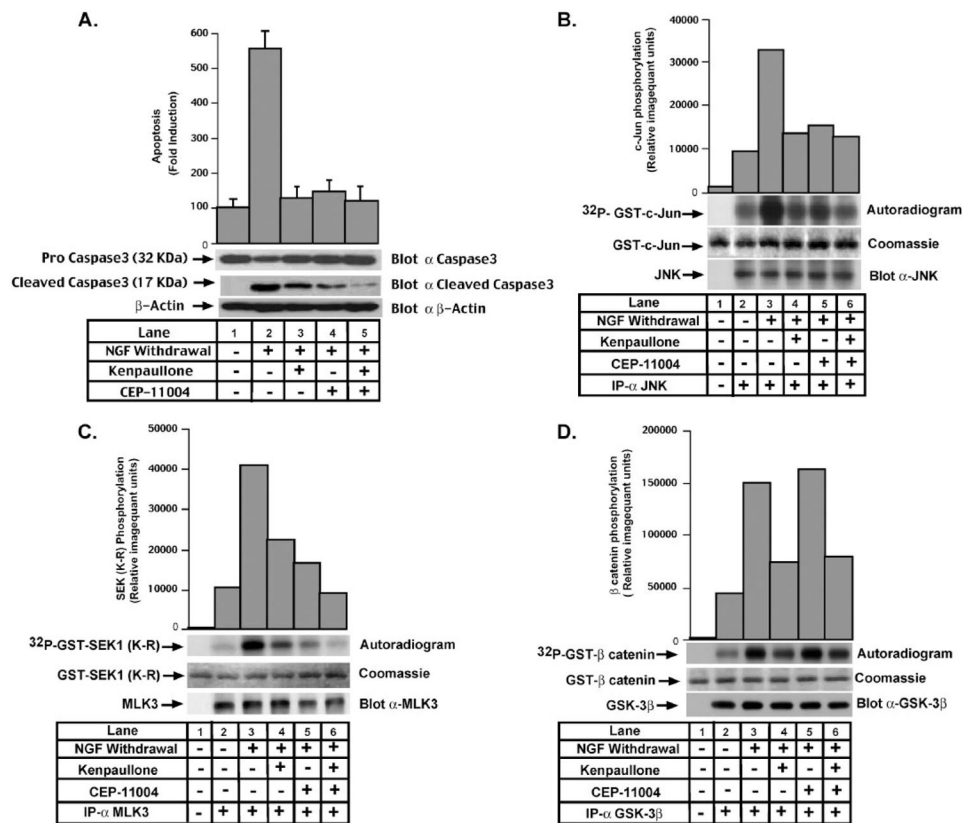 A.
600
500
400
300
200
100
0
Apoptosis
(Fold Induction)
Pro Caspase3 (32 KDa) Blot α Caspase3
Cleaved Caspase3 (17 KDa) Blot α Cleaved Caspase3
β-Actin Blot α β-Actin
Lane 1 2 3 4 5
NGF Withdrawal - + + + +
Kenpaullone - - + - +
CEP-11004 - - - + +
B.
40000
30000
20000
10000
0
c-Jun phosphorylation
(Relative imagequant units)
32P- GST-c-Jun Autoradiogram
GST-c-Jun Coomassie
JNK Blot α-JNK
Lane 1 2 3 4 5 6
NGF Withdrawal - - + + + +
Kenpaullone - - - + - +
CEP-11004 - - - - + +
IP-α JNK - + + + + +
C.
50000
40000
30000
20000
10000
0
SEK (K-R) Phosphorylation
(Relative imagequant units)
32P-GST-SEK1 (K-R) Autoradiogram
GST-SEK1 (K-R) Coomassie
MLK3 Blot α-MLK3
Lane 1 2 3 4 5 6
NGF Withdrawal - - + + + +
Kenpaullone - - - + - +
CEP-11004 - - - - + +
IP-α MLK3 - + + + + +
D.
200000
150000
100000
50000
0
β catenin phosphorylation
( Relative imagequant units)
32P-GST-β catenin Autoradiogram
GST-β catenin Coomassie
GSK-3β Blot α-GSK-3β
Lane 1 2 3 4 5 6
NGF Withdrawal - - + + + +
Kenpaullone - - - + - +
CEP-11004 - - - - + +
IP-α GSK-3β - + + + + +